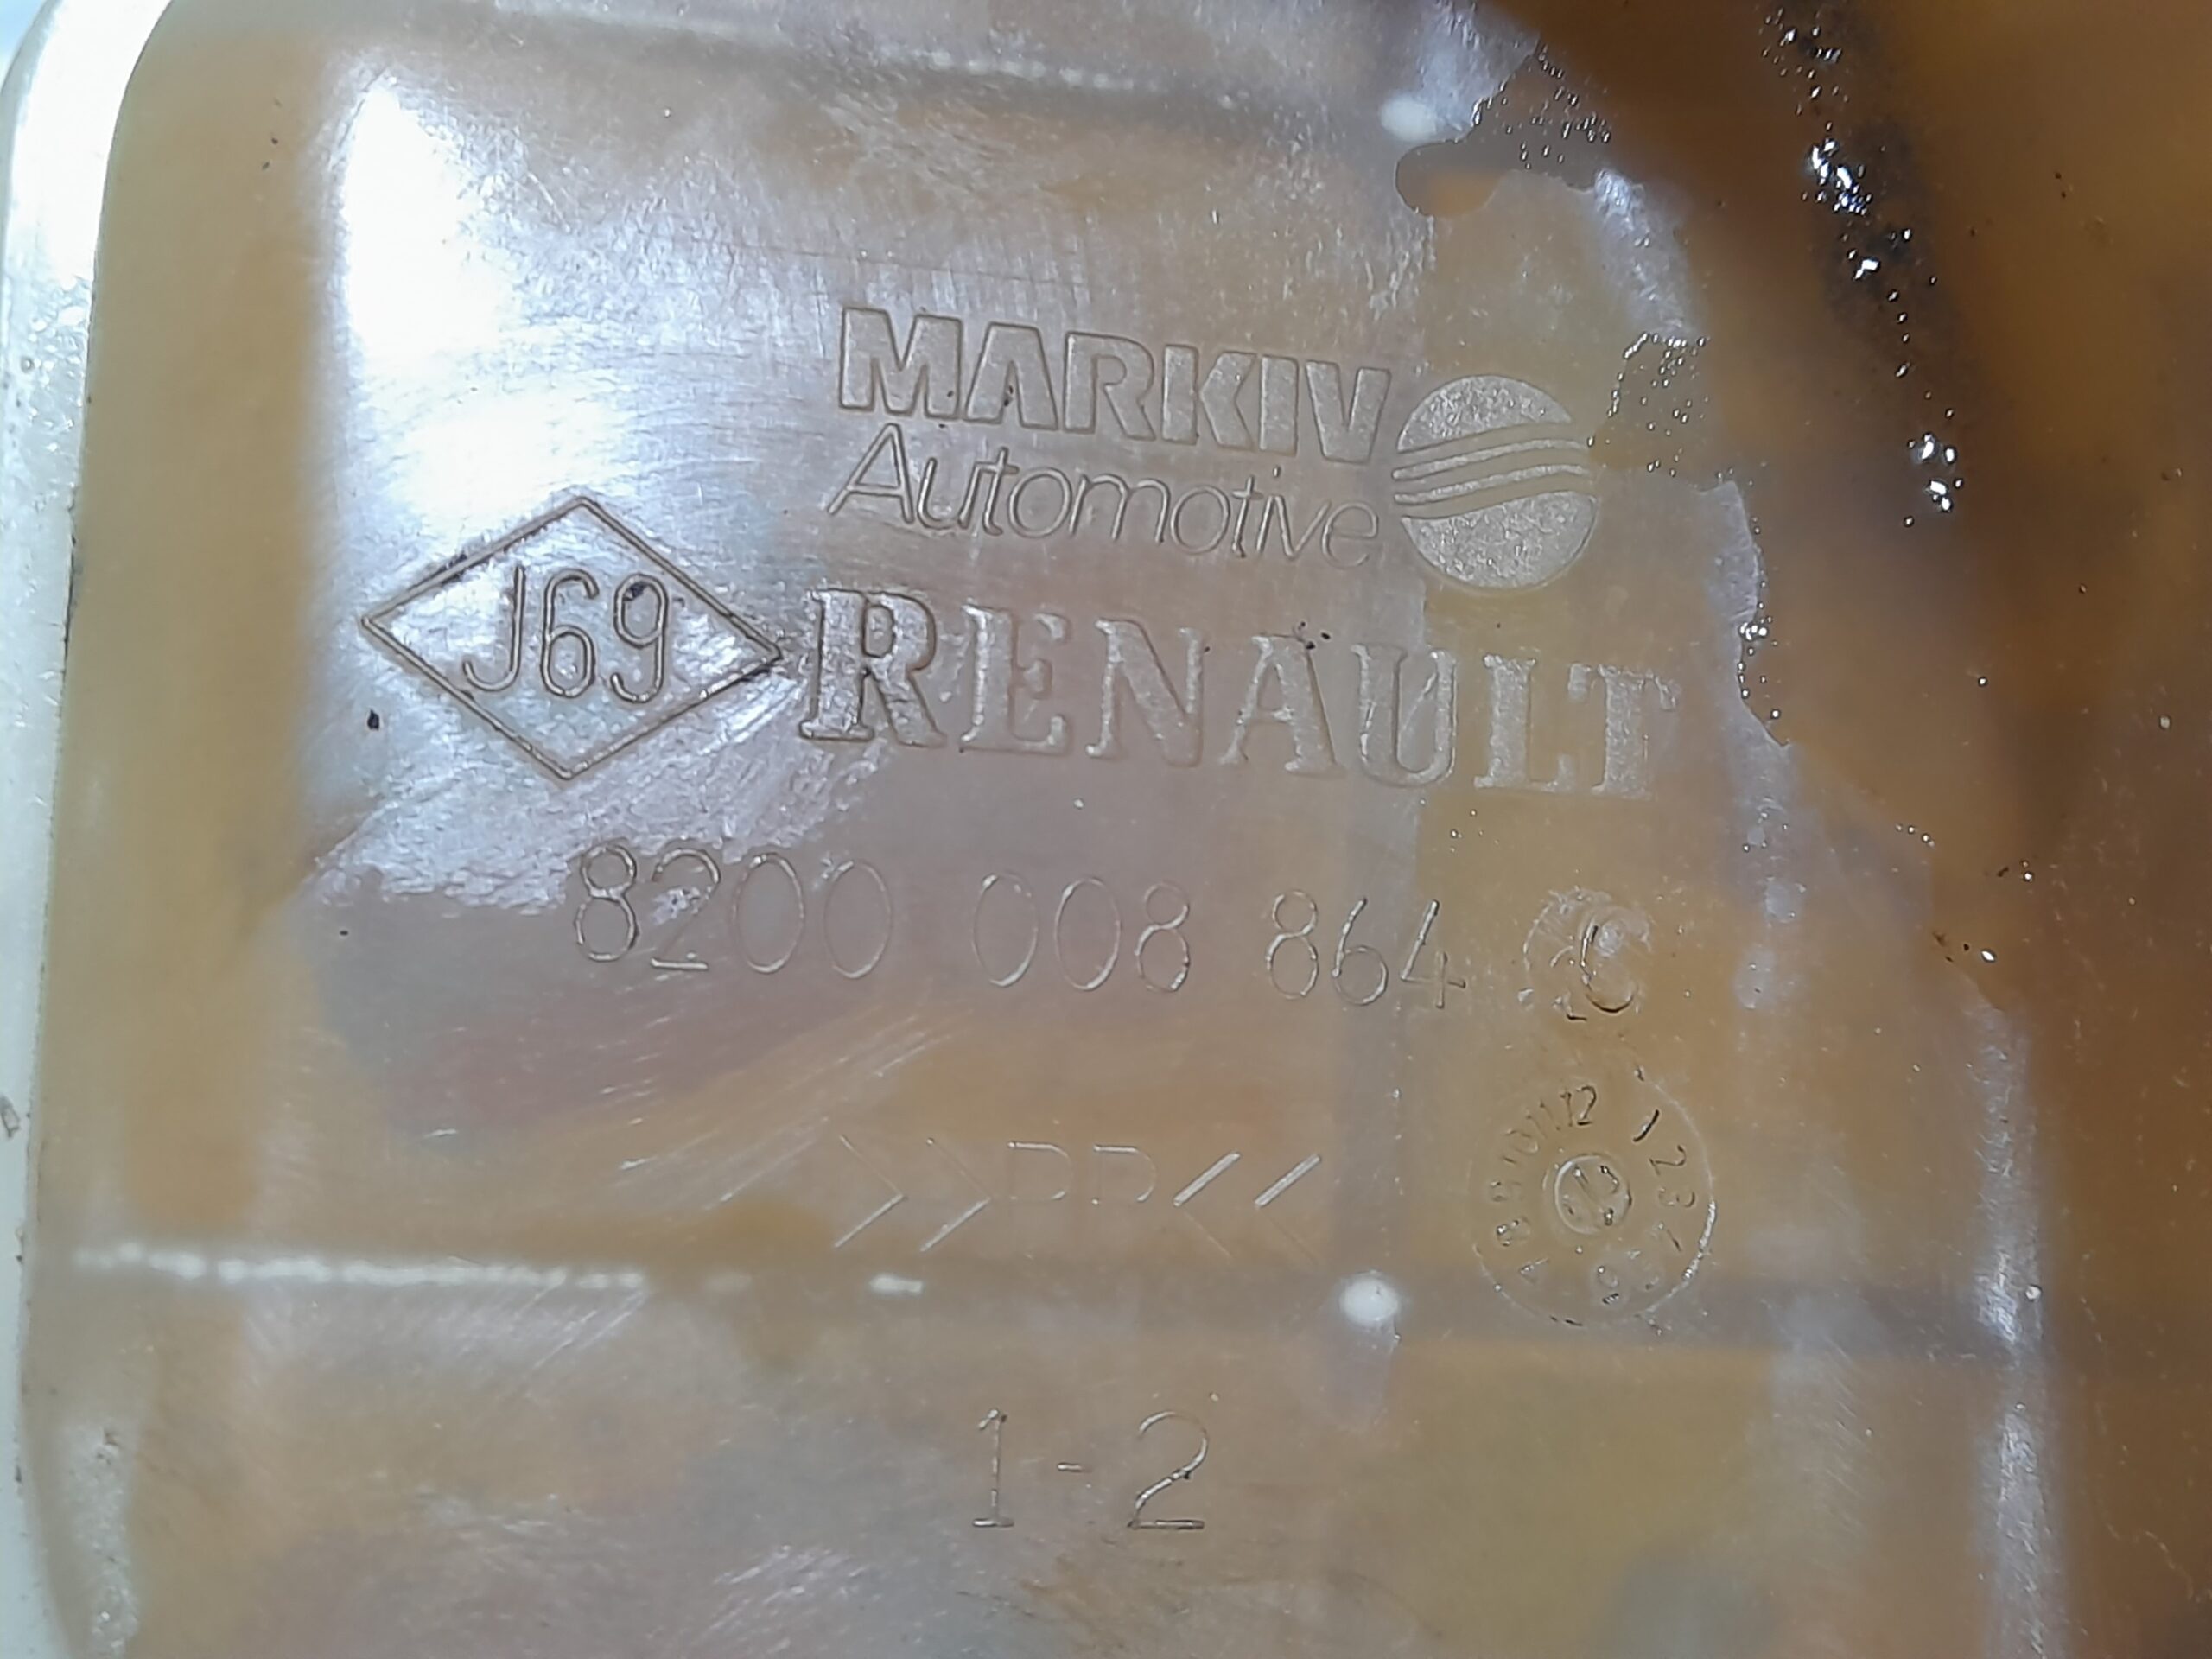 MARKIV
Automotive
J69 RENAULT
8200 008 864 C
>>PP<<
1-2